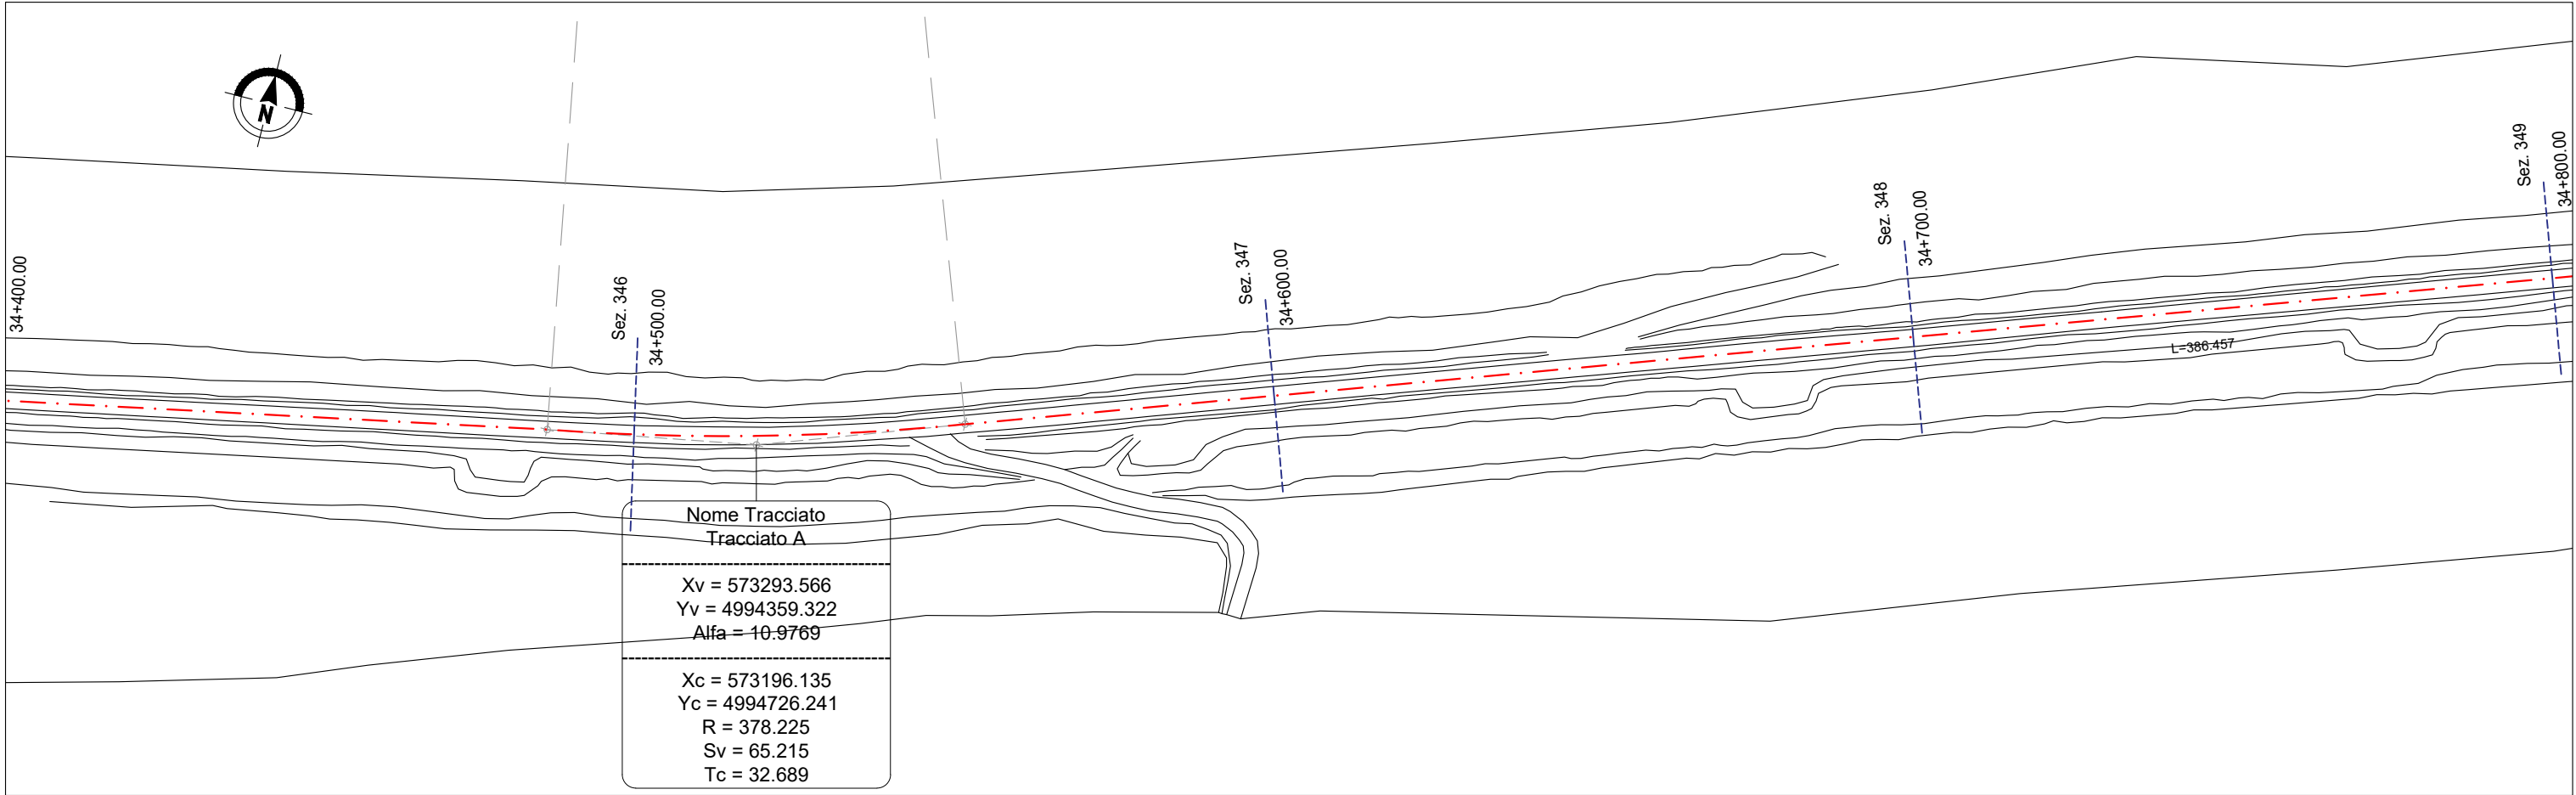 N
34+400.00
Sez. 346
34+500.00
Sez. 347
34+600.00
Sez. 348
34+700.00
Sez. 349
34+800.00
L=386.457
Nome Tracciato
Tracciato A
Xv = 573293.566
Yv = 4994359.322
Alfa = 10.9769
Xc = 573196.135
Yc = 4994726.241
R = 378.225
Sv = 65.215
Tc = 32.689